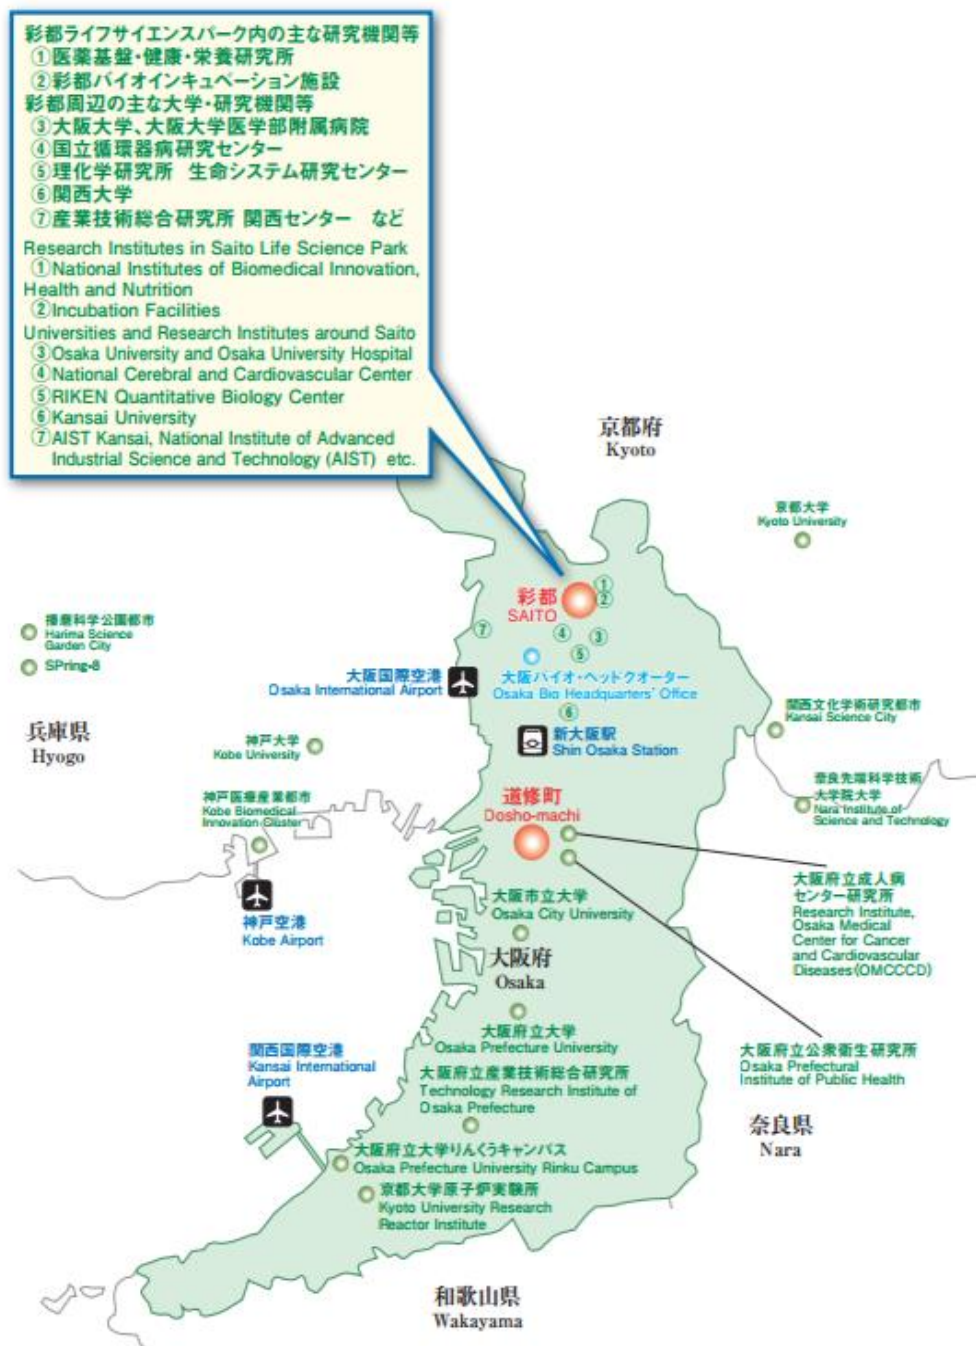 彩都ライフサイエンスパーク内の主な研究機関等
①医薬基盤・健康・栄養研究所
②彩都バイオインキュベーション施設
彩都周辺の主な大学・研究機関等
③大阪大学、大阪大学医学部附属病院
④国立循環器病研究センター
⑤理化学研究所 生命システム研究センター
⑥関西大学
⑦産業技術総合研究所 関西センター など
Research Institutes in Saito Life Science Park
①National Institutes of Biomedical Innovation,
Health and Nutrition
②Incubation Facilities
Universities and Research Institutes around Saito
③Osaka University and Osaka University Hospital
④National Cerebral and Cardiovascular Center
⑤RIKEN Quantitative Biology Center
⑥Kansai University
⑦AIST Kansai, National Institute of Advanced
Industrial Science and Technology (AIST) etc.
京都府
Kyoto
京都大学
Kyoto University
彩都
SAITO
①
②
⑦
④
③
⑤
播磨科学公園都市
Harima Science
Garden City
SPring-8
大阪国際空港
Osaka International Airport
大阪バイオ・ヘッドクオーター
Osaka Bio Headquarters' Office
⑥
関西文化学術研究都市
Kansai Science City
兵庫県
Hyogo
神戸大学
Kobe University
新大阪駅
Shin Osaka Station
神戸医療産業都市
Kobe Biomedical
Innovation Cluster
道修町
Dosho-machi
奈良先端科学技術
大学院大学
Nara Institute of
Science and Technology
神戸空港
Kobe Airport
大阪市立大学
Osaka City University
大阪府立成人病
センター研究所
Research Institute,
Osaka Medical
Center for Cancer
and Cardiovascular
Diseases(OMCCCD)
大阪府
Osaka
大阪府立大学
Osaka Prefecture University
関西国際空港
Kansai International
Airport
大阪府立公衆衛生研究所
Osaka Prefectural
Institute of Public Health
大阪府立産業技術総合研究所
Technology Research Institute of
Osaka Prefecture
奈良県
Nara
大阪府立大学りんくうキャンパス
Osaka Prefecture University Rinku Campus
京都大学原子炉実験所
Kyoto University Research
Reactor Institute
和歌山県
Wakayama